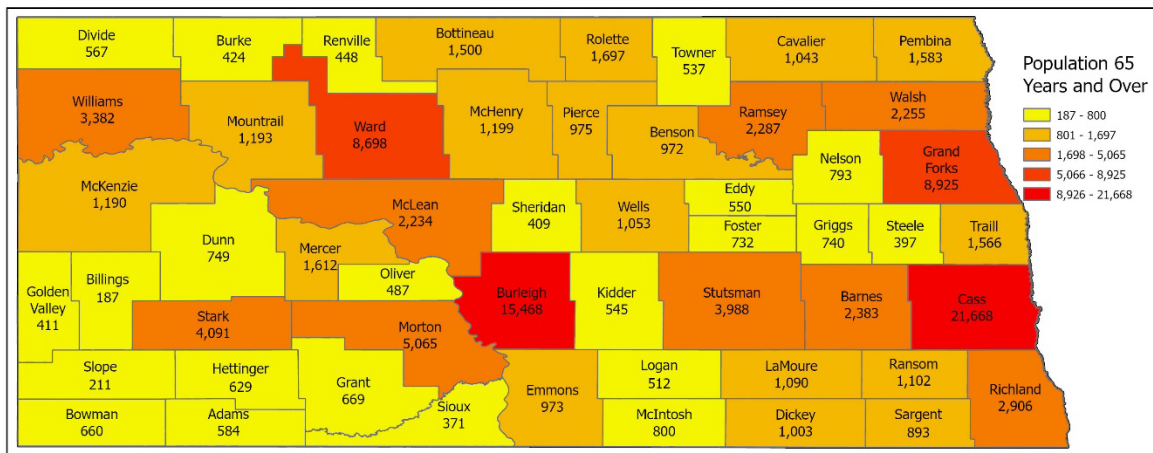 Divide
567
Burke
424
Renville
448
Bottineau
1,500
Rolette
1,697
Towner
537
Cavalier
1,043
Pembina
1,583
Williams
3,382
Mountrail
1,193
Ward
8,698
McHenry
1,199
Pierce
975
Benson
972
Ramsey
2,287
Walsh
2,255
Nelson
793
Grand
Forks
8,925
McKenzie
1,190
Dunn
749
McLean
2,234
Mercer
1,612
Oliver
487
Sheridan
409
Wells
1,053
Eddy
550
Foster
732
Griggs
740
Steele
397
Traill
1,566
Golden
Valley
411
Billings
187
Stark
4,091
Morton
5,065
Burleigh
15,468
Kidder
545
Stutsman
3,988
Barnes
2,383
Cass
21,668
Slope
211
Hettinger
629
Grant
669
Bowman
660
Adams
584
Sioux
371
Emmons
973
Logan
512
McIntosh
800
LaMoure
1,090
Dickey
1,003
Ransom
1,102
Sargent
893
Richland
2,906
Population 65
Years and Over
187 - 800
801 - 1,697
1,698 - 5,065
5,066 - 8,925
8,926 - 21,668